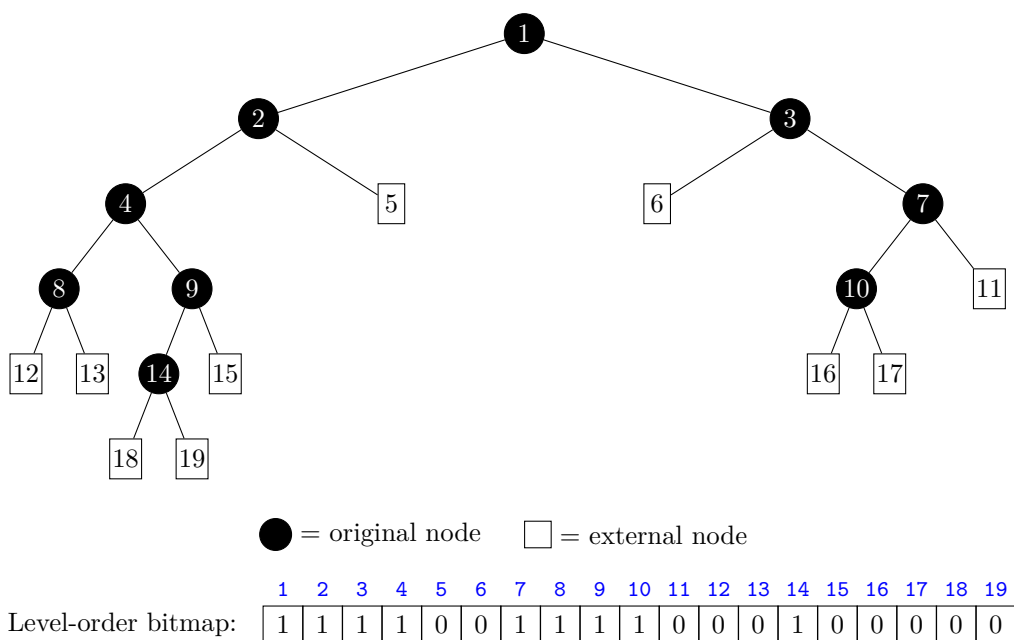 1
2 3
4 5 6 7
8 9 10 11
12 13 14 15 16 17
18 19
= original node = external node
1 2 3 4 5 6 7 8 9 10 11 12 13 14 15 16 17 18 19
Level-order bitmap: 1 1 1 1 0 0 1 1 1 1 0 0 0 1 0 0 0 0 0